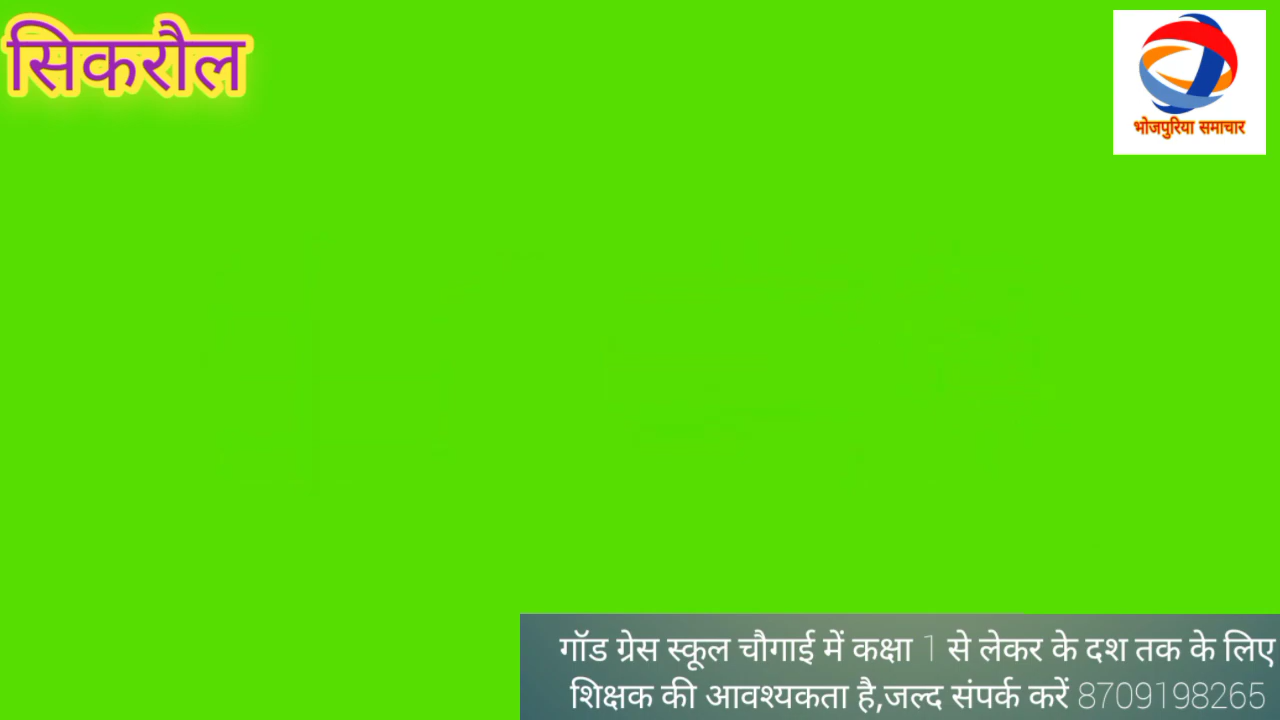 सिकरौल
भोजपुरिया समाचार
गॉड ग्रेस स्कूल चौगाई में कक्षा 1 से लेकर के दश तक के लिए
शिक्षक की आवश्यकता है,जल्द संपर्क करें 8709198265